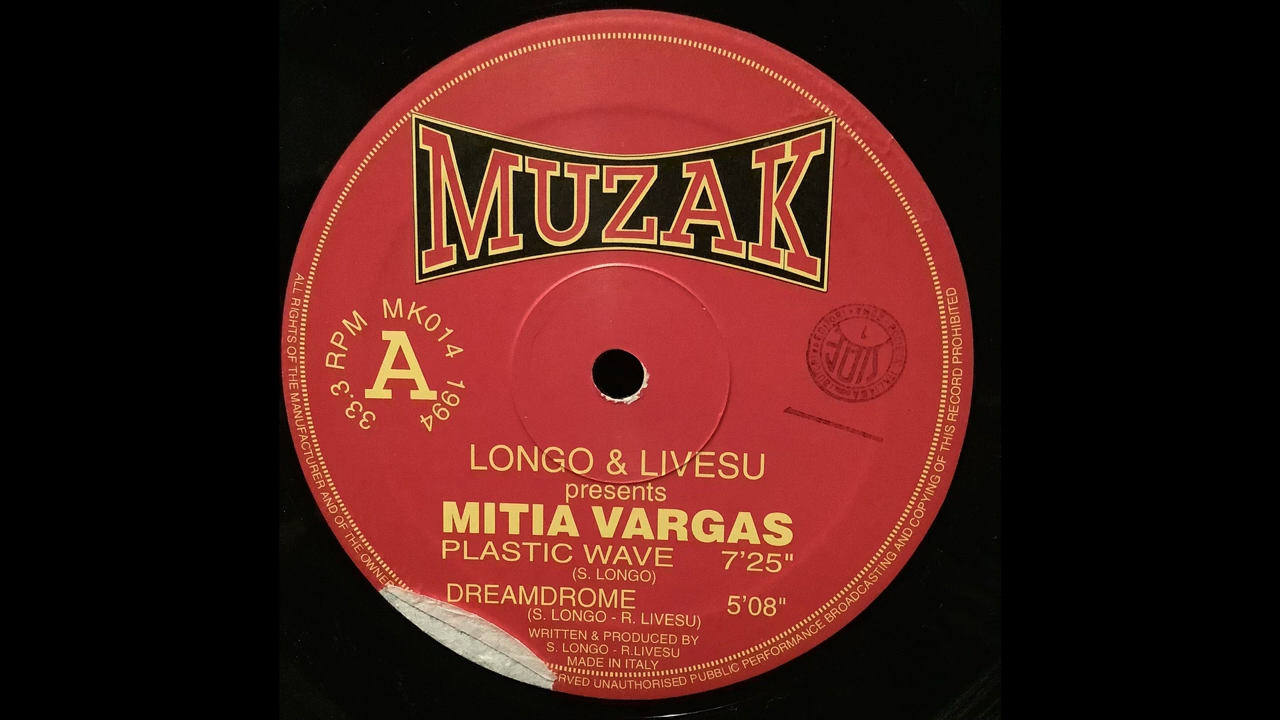 MUZAK
33.3 RPM MK014 1994
A
LONGO & LIVESU
presents
MITIA VARGAS
PLASTIC WAVE 7'25"
(S. LONGO)
DREAMDROME 5'08"
(S. LONGO - R. LIVESU)
WRITTEN & PRODUCED BY
S. LONGO - R.LIVESU
MADE IN ITALY
ALL RIGHTS OF THE MANUFACTURER AND OF THE OWNER
RVED UNAUTHORISED PUBBLIC PERFORMANCE BROADCASTING AND COPYING OF THIS RECORD PROHIBITED